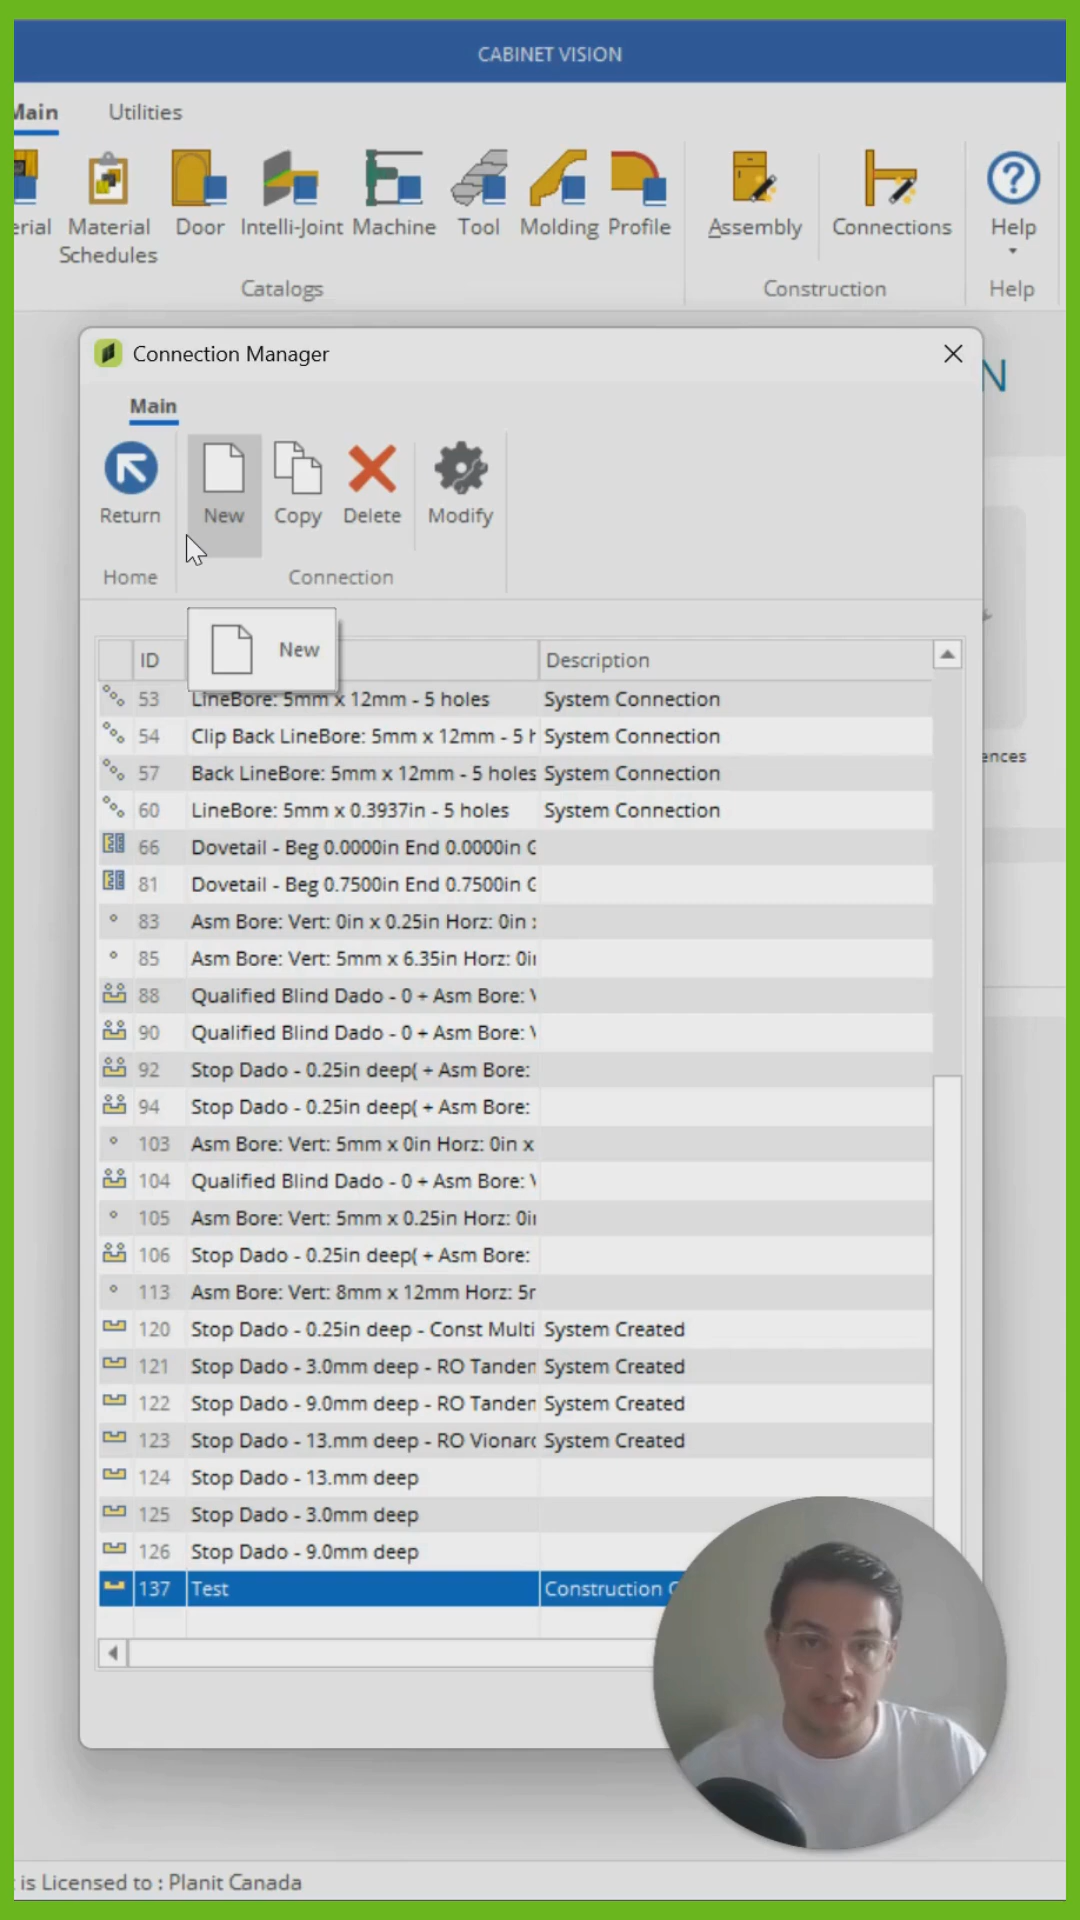 CABINET VISION
Main Utilities
erial Material Schedules Door Intelli-Joint Machine Tool Molding Profile Assembly Connections Help
Catalogs Construction Help
Connection Manager
N
Main
Return New Copy Delete Modify
Home Connection
New
ID Description
53 LineBore: 5mm x 12mm - 5 holes System Connection
54 Clip Back LineBore: 5mm x 12mm - 5 h System Connection
ences
57 Back LineBore: 5mm x 12mm - 5 holes System Connection
60 LineBore: 5mm x 0.3937in - 5 holes System Connection
66 Dovetail - Beg 0.0000in End 0.0000in
81 Dovetail - Beg 0.7500in End 0.7500in
83 Asm Bore: Vert: 0in x 0.25in Horz: 0in
85 Asm Bore: Vert: 5mm x 6.35in Horz: 0in
88 Qualified Blind Dado - 0 + Asm Bore:
90 Qualified Blind Dado - 0 + Asm Bore:
92 Stop Dado - 0.25in deep( + Asm Bore:
94 Stop Dado - 0.25in deep( + Asm Bore:
103 Asm Bore: Vert: 5mm x 0in Horz: 0in x
104 Qualified Blind Dado - 0 + Asm Bore:
105 Asm Bore: Vert: 5mm x 0.25in Horz: 0in
106 Stop Dado - 0.25in deep( + Asm Bore:
113 Asm Bore: Vert: 8mm x 12mm Horz: 5m
120 Stop Dado - 0.25in deep - Const Multi System Created
121 Stop Dado - 3.0mm deep - RO Tandem System Created
122 Stop Dado - 9.0mm deep - RO Tandem System Created
123 Stop Dado - 13.mm deep - RO Vionaro System Created
124 Stop Dado - 13.mm deep
125 Stop Dado - 3.0mm deep
126 Stop Dado - 9.0mm deep
137 Test Construction
is Licensed to : Planit Canada